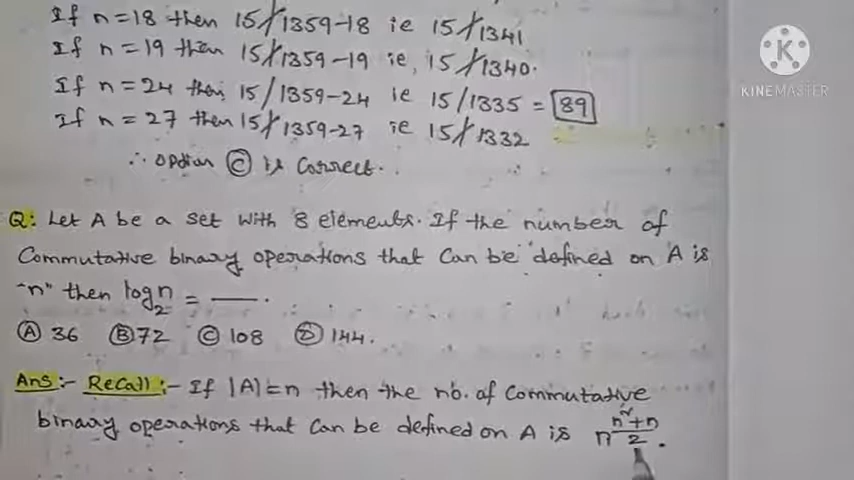 If n=18 then 15∤1359-18 ie 15∤1341
If n=19 then 15∤1359-19 ie, 15∤1340.
If n=24 then 15/1359-24 ie 15/1335 = 89
If n=27 then 15∤1359-27 ie 15∤1332
∴ option Ⓒ is correct.
K
KINEMASTER
Q: Let A be a set with 8 elements. If the number of
Commutative binary operations that can be defined on A is
"n" then log₂n = ___.
Ⓐ 36 Ⓑ 72 Ⓒ 108 Ⓓ 144.
Ans:- Recall:- If |A|=n then the no. of Commutative
binary operations that can be defined on A is n^((n²+n)/2).